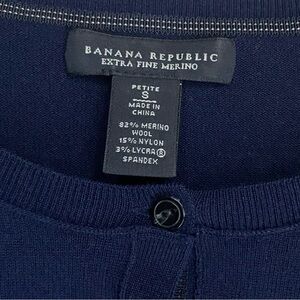 BANANA REPUBLIC
EXTRA FINE MERINO
PETITE
S
MADE IN
CHINA
82% MERINO
WOOL
15% NYLON
3% LYCRA ®
SPANDEX